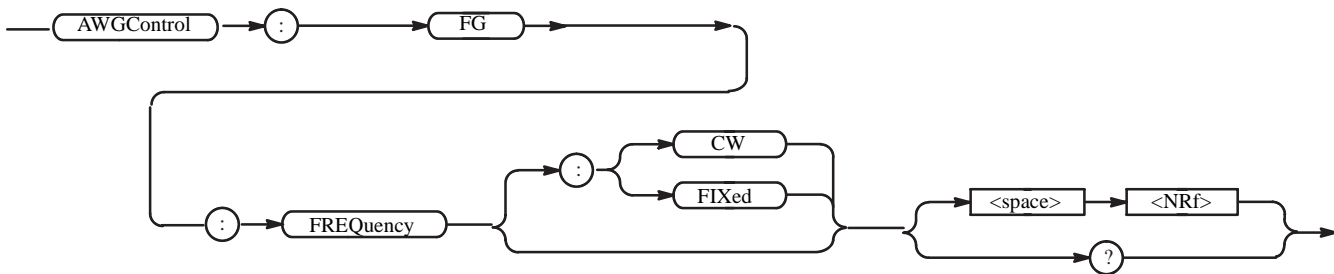 AWGControl : FG
: CW
FIXed
<space> <NRf>
: FREQuency
?